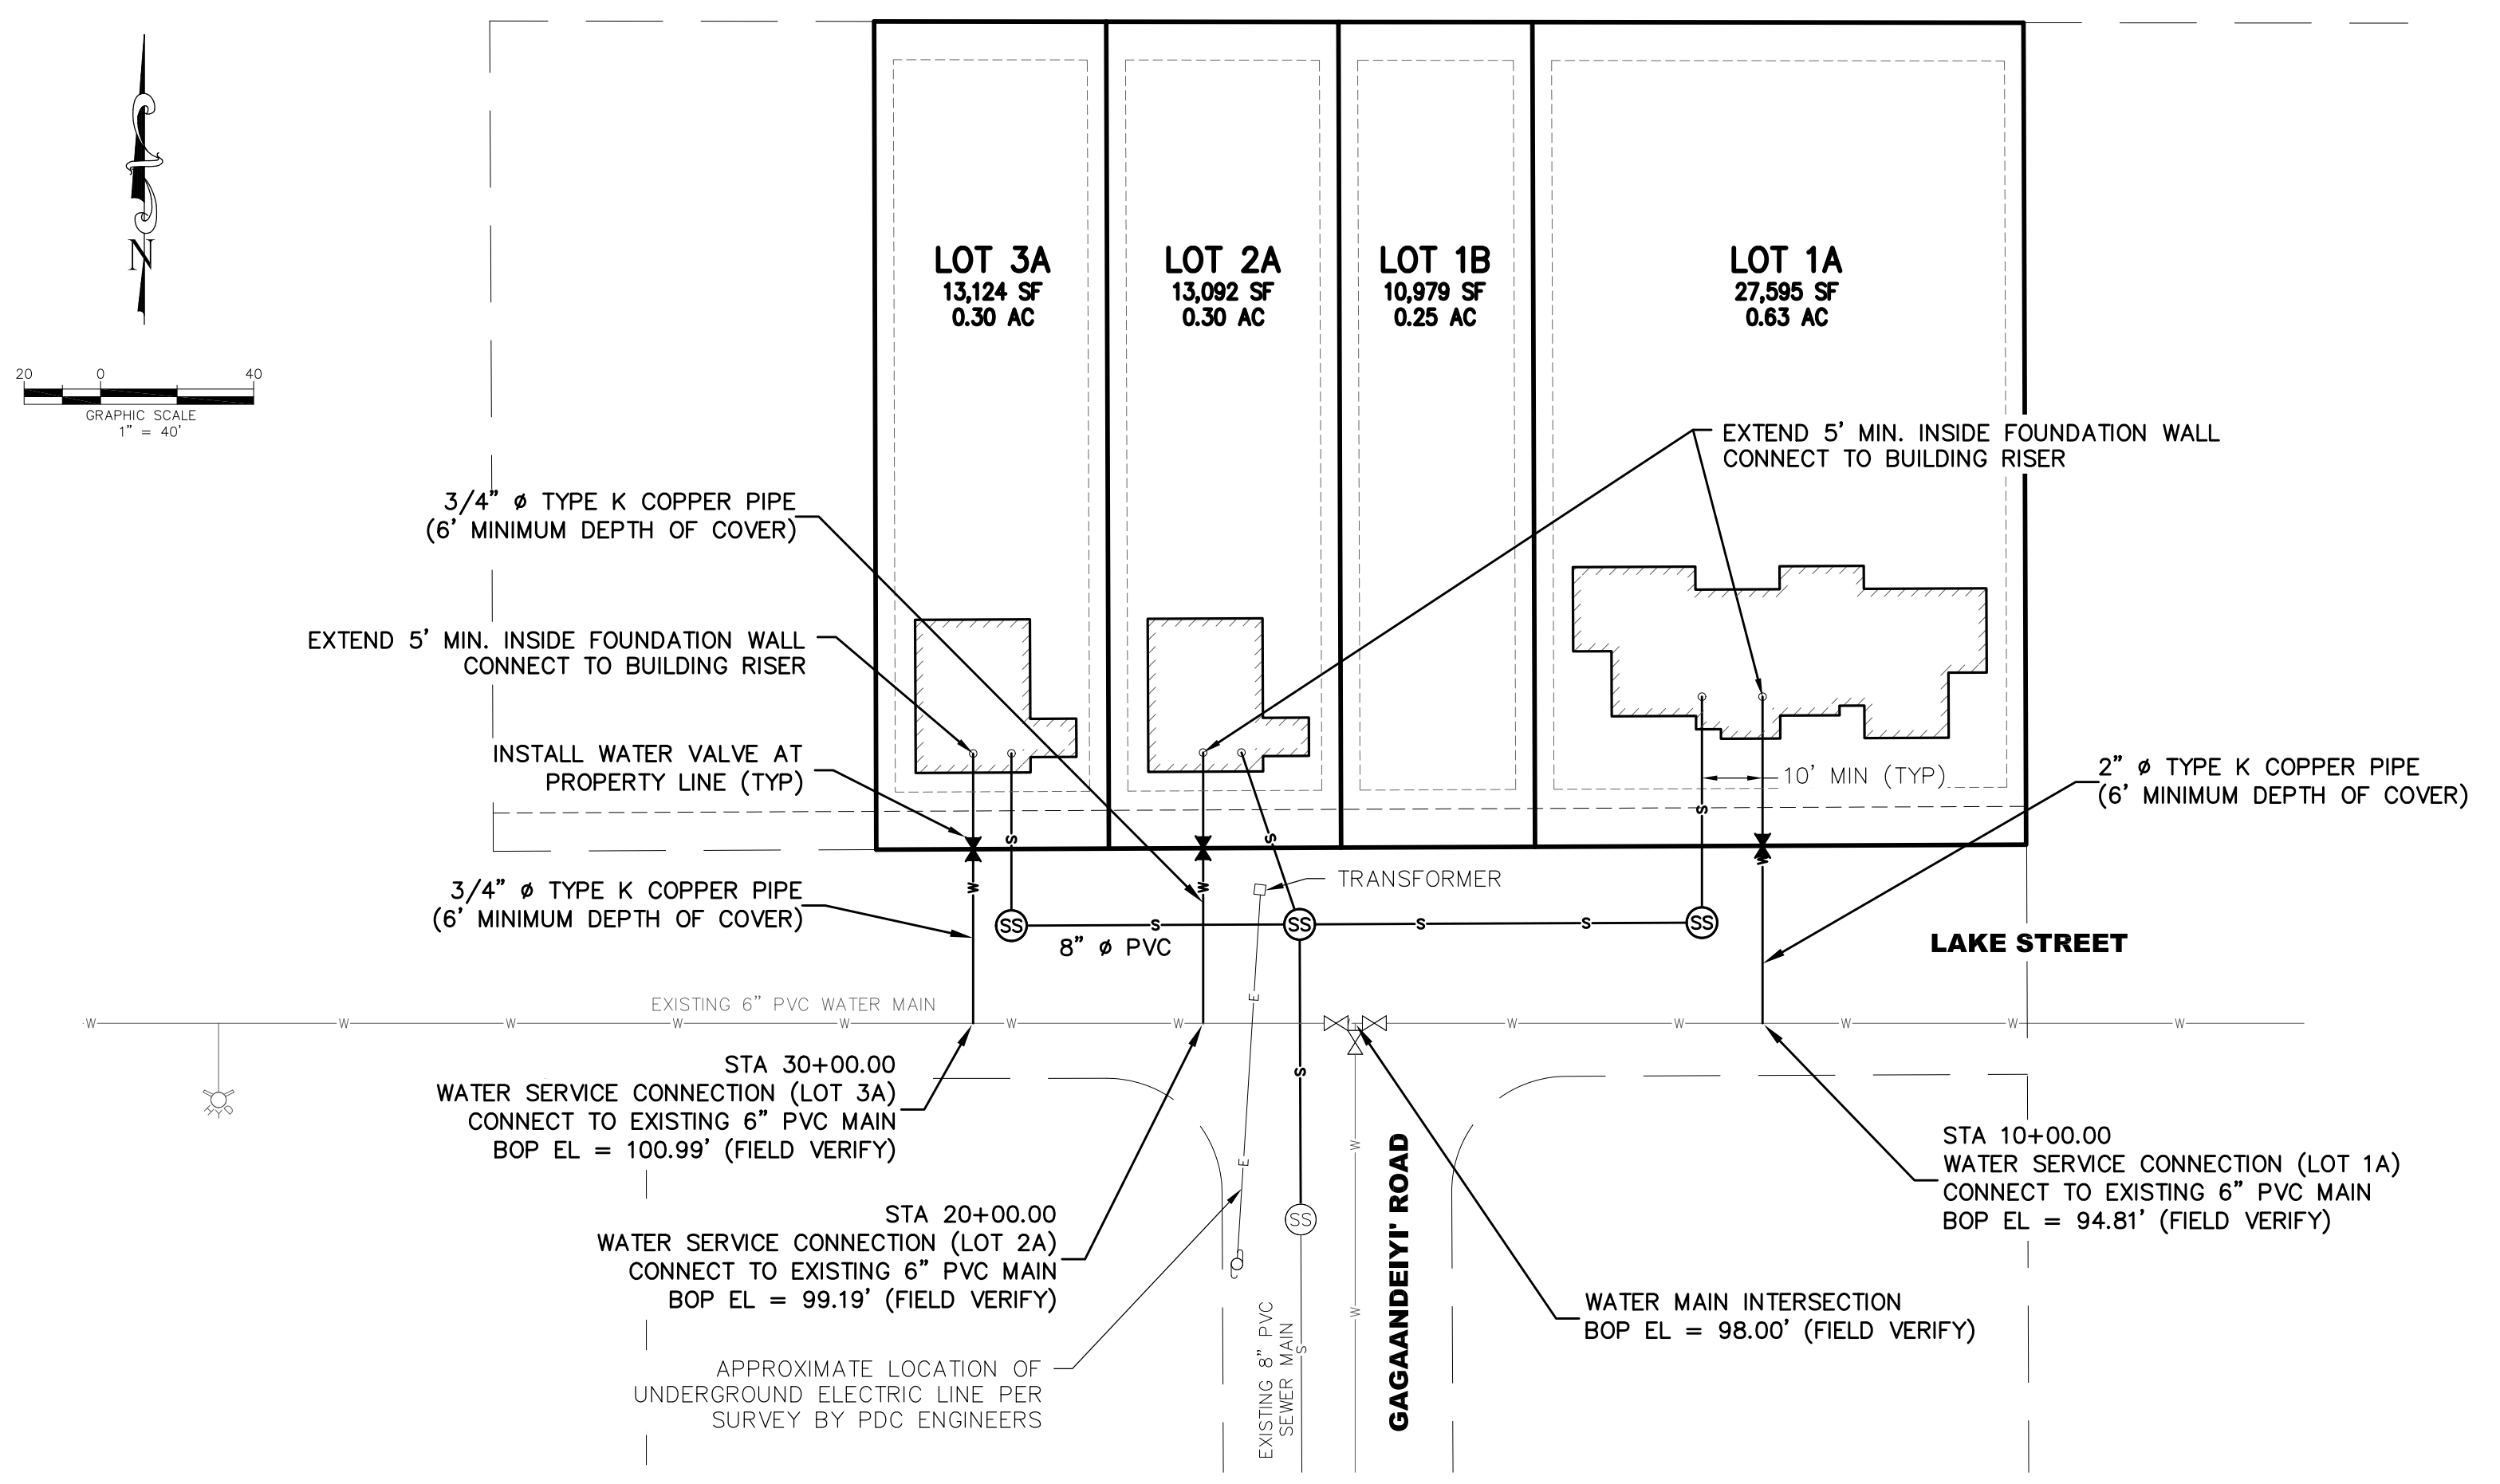 N
20 0 40
GRAPHIC SCALE
1" = 40'
LOT 3A
13,124 SF
0.30 AC
LOT 2A
13,092 SF
0.30 AC
LOT 1B
10,979 SF
0.25 AC
LOT 1A
27,595 SF
0.63 AC
EXTEND 5' MIN. INSIDE FOUNDATION WALL
CONNECT TO BUILDING RISER
3/4" ø TYPE K COPPER PIPE
(6' MINIMUM DEPTH OF COVER)
EXTEND 5' MIN. INSIDE FOUNDATION WALL
CONNECT TO BUILDING RISER
INSTALL WATER VALVE AT
PROPERTY LINE (TYP)
10' MIN (TYP)
2" ø TYPE K COPPER PIPE
(6' MINIMUM DEPTH OF COVER)
S
S
S
W
W
W
TRANSFORMER
3/4" ø TYPE K COPPER PIPE
(6' MINIMUM DEPTH OF COVER)
SS
S
SS
S
S
SS
8" ø PVC
LAKE STREET
E
EXISTING 6" PVC WATER MAIN
W
W
W
W
W
W
W
W
W
W
W
W
HYD
S
STA 30+00.00
WATER SERVICE CONNECTION (LOT 3A)
CONNECT TO EXISTING 6" PVC MAIN
BOP EL = 100.99' (FIELD VERIFY)
W
E
STA 10+00.00
WATER SERVICE CONNECTION (LOT 1A)
CONNECT TO EXISTING 6" PVC MAIN
BOP EL = 94.81' (FIELD VERIFY)
STA 20+00.00
WATER SERVICE CONNECTION (LOT 2A)
CONNECT TO EXISTING 6" PVC MAIN
BOP EL = 99.19' (FIELD VERIFY)
SS
GAGAANDEIYI' ROAD
WATER MAIN INTERSECTION
BOP EL = 98.00' (FIELD VERIFY)
W
S
EXISTING 8" PVC
SEWER MAIN
APPROXIMATE LOCATION OF
UNDERGROUND ELECTRIC LINE PER
SURVEY BY PDC ENGINEERS